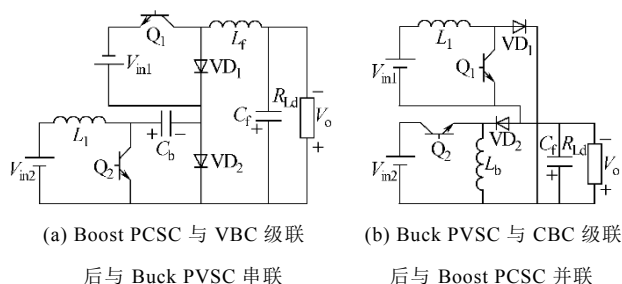 Q1
Lf
Vin1
VD1
RLd
−
L1
+
−
Cb
Cf
+
Vo
Vin2
Q2
VD2
+
L1
VD1
Vin1
Q1
Q2
VD2
Cf
RLd
−
Vin2
Lb
+
Vo
+
(a) Boost PCSC 与 VBC 级联
后与 Buck PVSC 串联
(b) Buck PVSC 与 CBC 级联
后与 Boost PCSC 并联